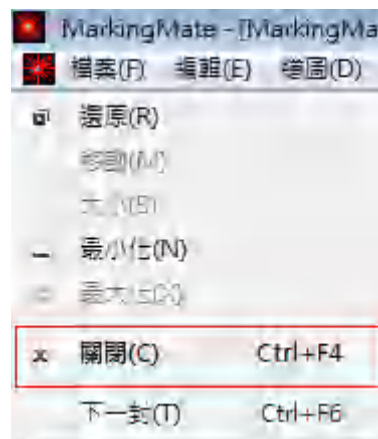 MarkingMate - [MarkingMa
檔案(F) 編輯(E) 繪圖(D)
還原(R)
移動(M)
大小(S)
最小化(N)
最大化(X)
關閉(C) Ctrl+F4
下一封(T) Ctrl+F6